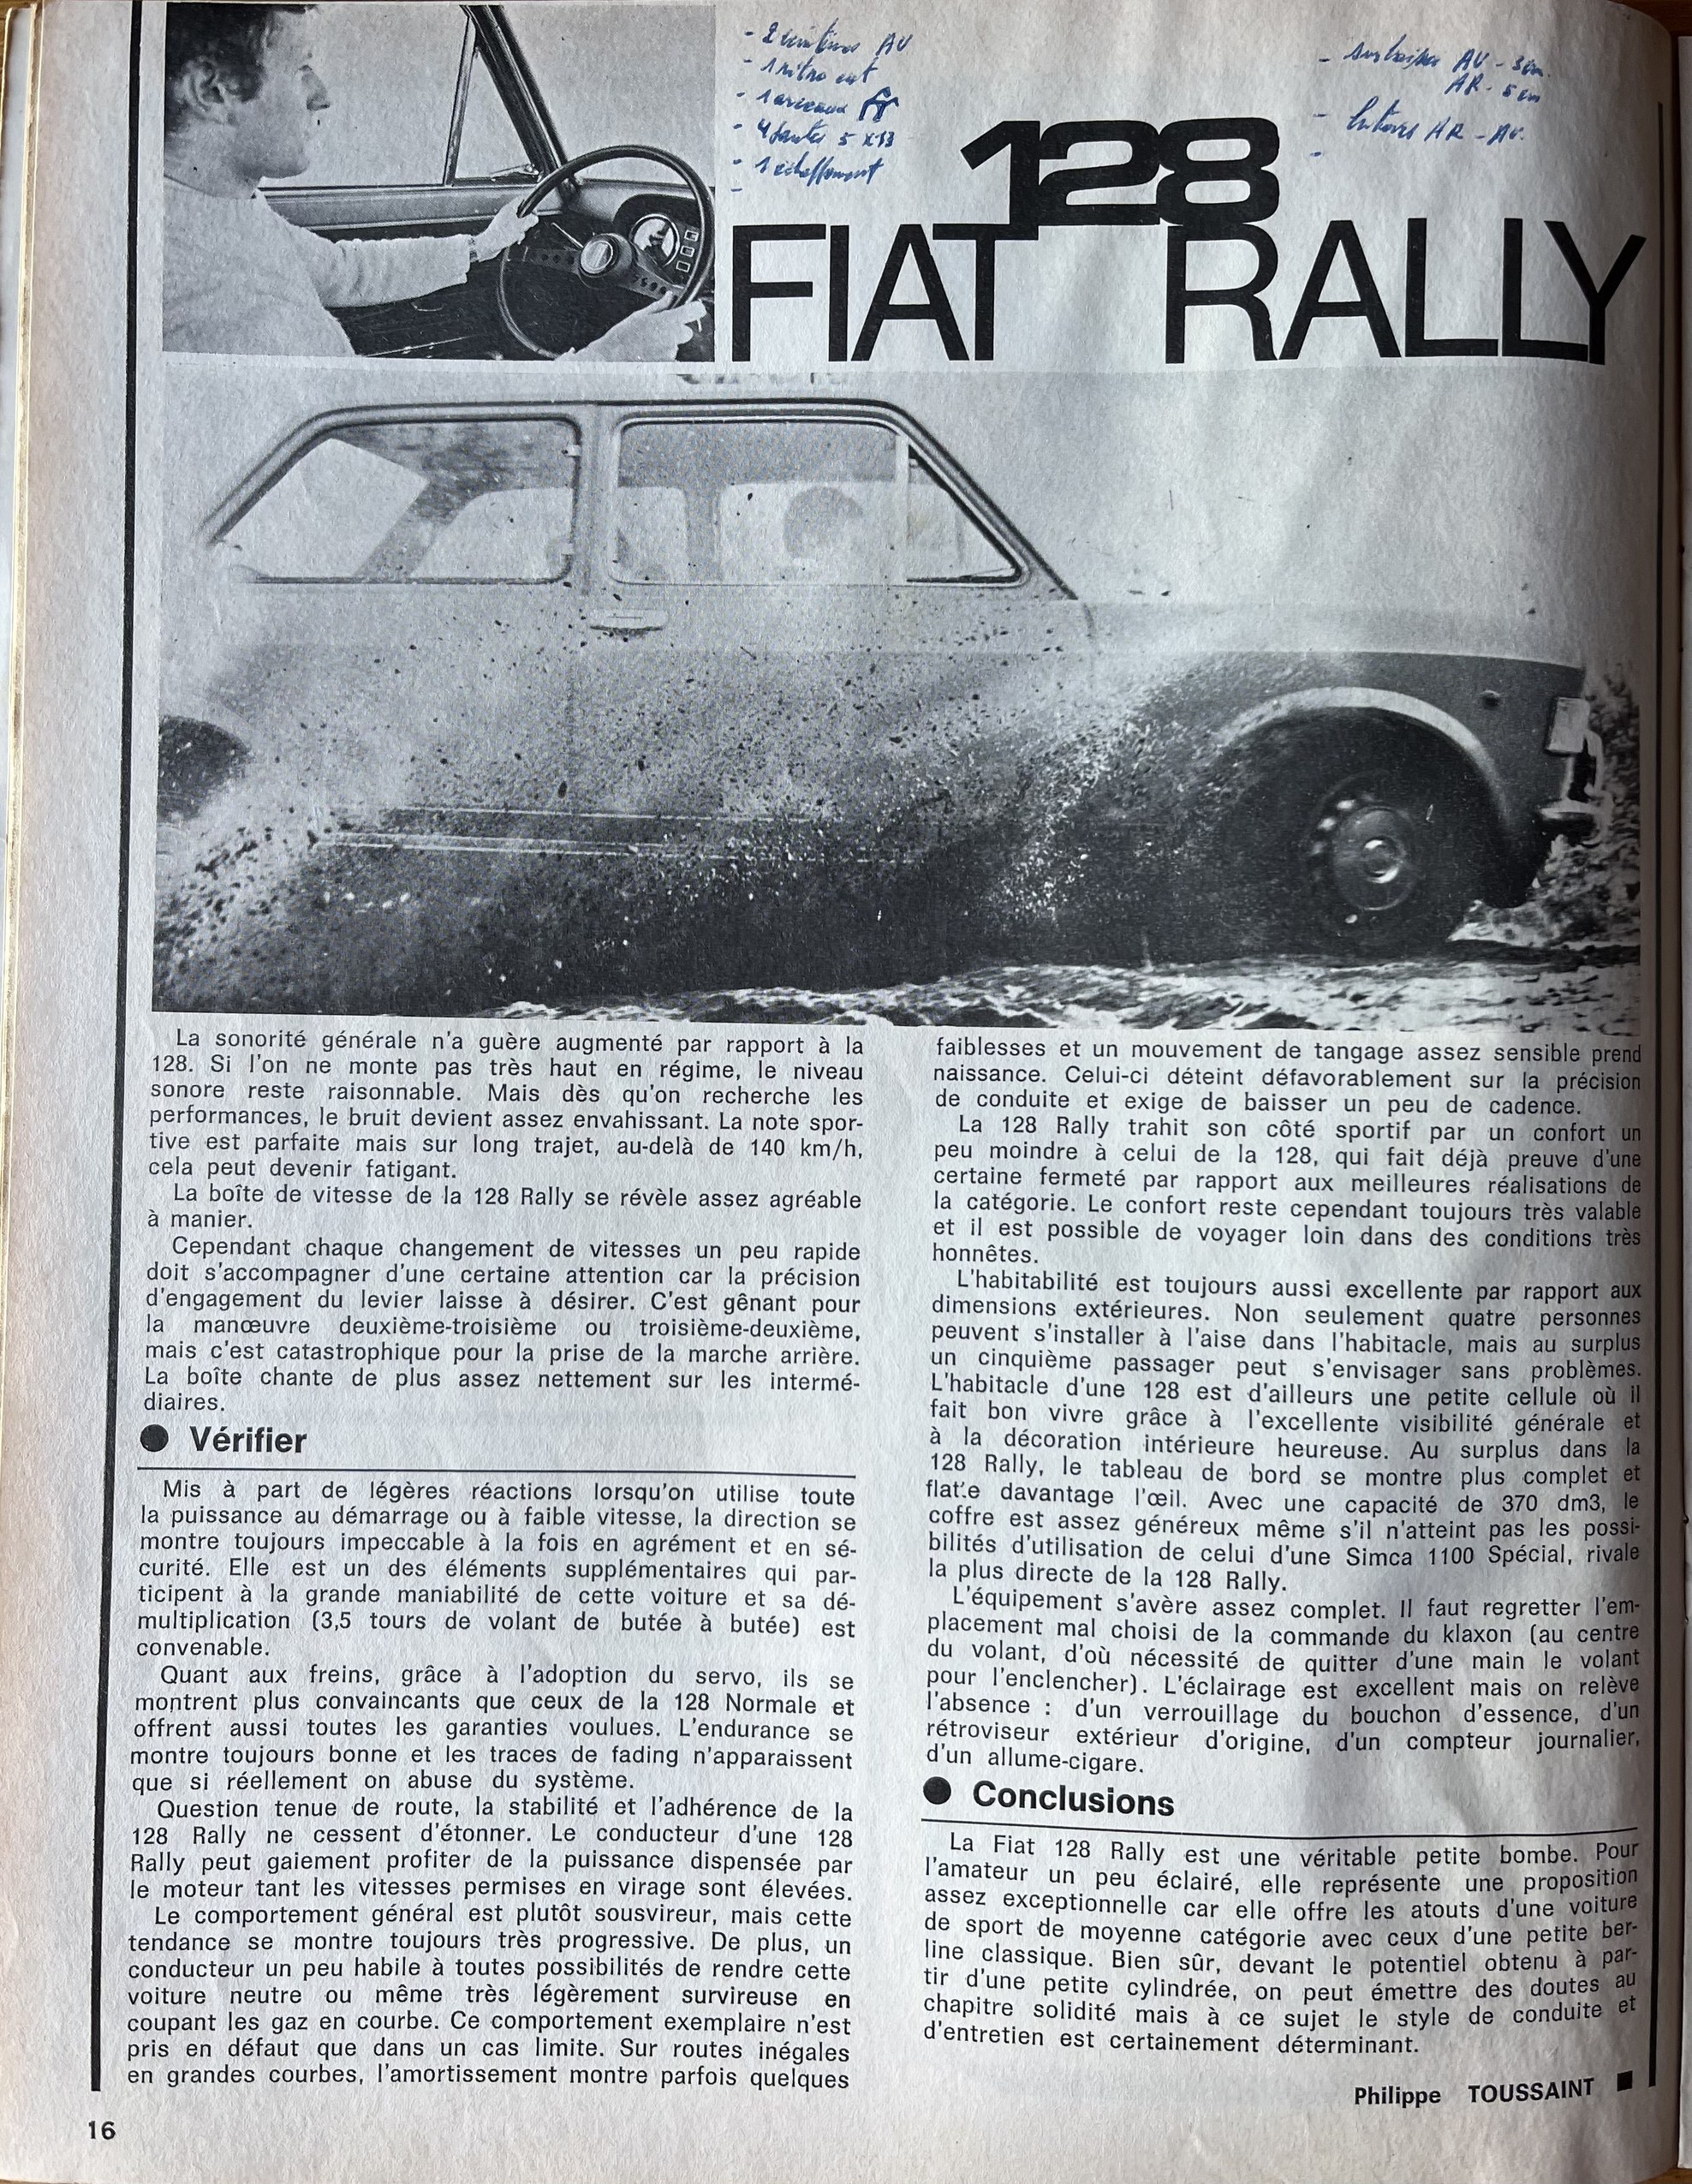 - 2 AV
- 1
- 1 arceaux
- 4 jantes 5 x 13
- 1 échappement
- AV - 3 cm
AR - 5 cm
- AR - AV.
128
FIAT RALLY
La sonorité générale n'a guère augmenté par rapport à la
128. Si l'on ne monte pas très haut en régime, le niveau
sonore reste raisonnable. Mais dès qu'on recherche les
performances, le bruit devient assez envahissant. La note spor-
tive est parfaite mais sur long trajet, au-delà de 140 km/h,
cela peut devenir fatigant.
La boîte de vitesse de la 128 Rally se révèle assez agréable
à manier.
Cependant chaque changement de vitesses un peu rapide
doit s'accompagner d'une certaine attention car la précision
d'engagement du levier laisse à désirer. C'est gênant pour
la manœuvre deuxième-troisième ou troisième-deuxième,
mais c'est catastrophique pour la prise de la marche arrière.
La boîte chante de plus assez nettement sur les intermé-
diaires.
● Vérifier
Mis à part de légères réactions lorsqu'on utilise toute
la puissance au démarrage ou à faible vitesse, la direction se
montre toujours impeccable à la fois en agrément et en sé-
curité. Elle est un des éléments supplémentaires qui par-
ticipent à la grande maniabilité de cette voiture et sa dé-
multiplication (3,5 tours de volant de butée à butée) est
convenable.
Quant aux freins, grâce à l'adoption du servo, ils se
montrent plus convaincants que ceux de la 128 Normale et
offrent aussi toutes les garanties voulues. L'endurance se
montre toujours bonne et les traces de fading n'apparaissent
que si réellement on abuse du système.
Question tenue de route, la stabilité et l'adhérence de la
128 Rally ne cessent d'étonner. Le conducteur d'une 128
Rally peut gaiement profiter de la puissance dispensée par
le moteur tant les vitesses permises en virage sont élevées.
Le comportement général est plutôt sousvireur, mais cette
tendance se montre toujours très progressive. De plus, un
conducteur un peu habile à toutes possibilités de rendre cette
voiture neutre ou même très légèrement survireuse en
coupant les gaz en courbe. Ce comportement exemplaire n'est
pris en défaut que dans un cas limite. Sur routes inégales
en grandes courbes, l'amortissement montre parfois quelques
faiblesses et un mouvement de tangage assez sensible prend
naissance. Celui-ci déteint défavorablement sur la précision
de conduite et exige de baisser un peu de cadence.
La 128 Rally trahit son côté sportif par un confort un
peu moindre à celui de la 128, qui fait déjà preuve d'une
certaine fermeté par rapport aux meilleures réalisations de
la catégorie. Le confort reste cependant toujours très valable
et il est possible de voyager loin dans des conditions très
honnêtes.
L'habitabilité est toujours aussi excellente par rapport aux
dimensions extérieures. Non seulement quatre personnes
peuvent s'installer à l'aise dans l'habitacle, mais au surplus
un cinquième passager peut s'envisager sans problèmes.
L'habitacle d'une 128 est d'ailleurs une petite cellule où il
fait bon vivre grâce à l'excellente visibilité générale et
à la décoration intérieure heureuse. Au surplus dans la
128 Rally, le tableau de bord se montre plus complet et
flatte davantage l'œil. Avec une capacité de 370 dm3, le
coffre est assez généreux même s'il n'atteint pas les possi-
bilités d'utilisation de celui d'une Simca 1100 Spécial, rivale
la plus directe de la 128 Rally.
L'équipement s'avère assez complet. Il faut regretter l'em-
placement mal choisi de la commande du klaxon (au centre
du volant, d'où nécessité de quitter d'une main le volant
pour l'enclencher). L'éclairage est excellent mais on relève
l'absence : d'un verrouillage du bouchon d'essence, d'un
rétroviseur extérieur d'origine, d'un compteur journalier,
d'un allume-cigare.
● Conclusions
La Fiat 128 Rally est une véritable petite bombe. Pour
l'amateur un peu éclairé, elle représente une proposition
assez exceptionnelle car elle offre les atouts d'une voiture
de sport de moyenne catégorie avec ceux d'une petite ber-
line classique. Bien sûr, devant le potentiel obtenu à par-
tir d'une petite cylindrée, on peut émettre des doutes au
chapitre solidité mais à ce sujet le style de conduite et
d'entretien est certainement déterminant.
Philippe TOUSSAINT ■
16